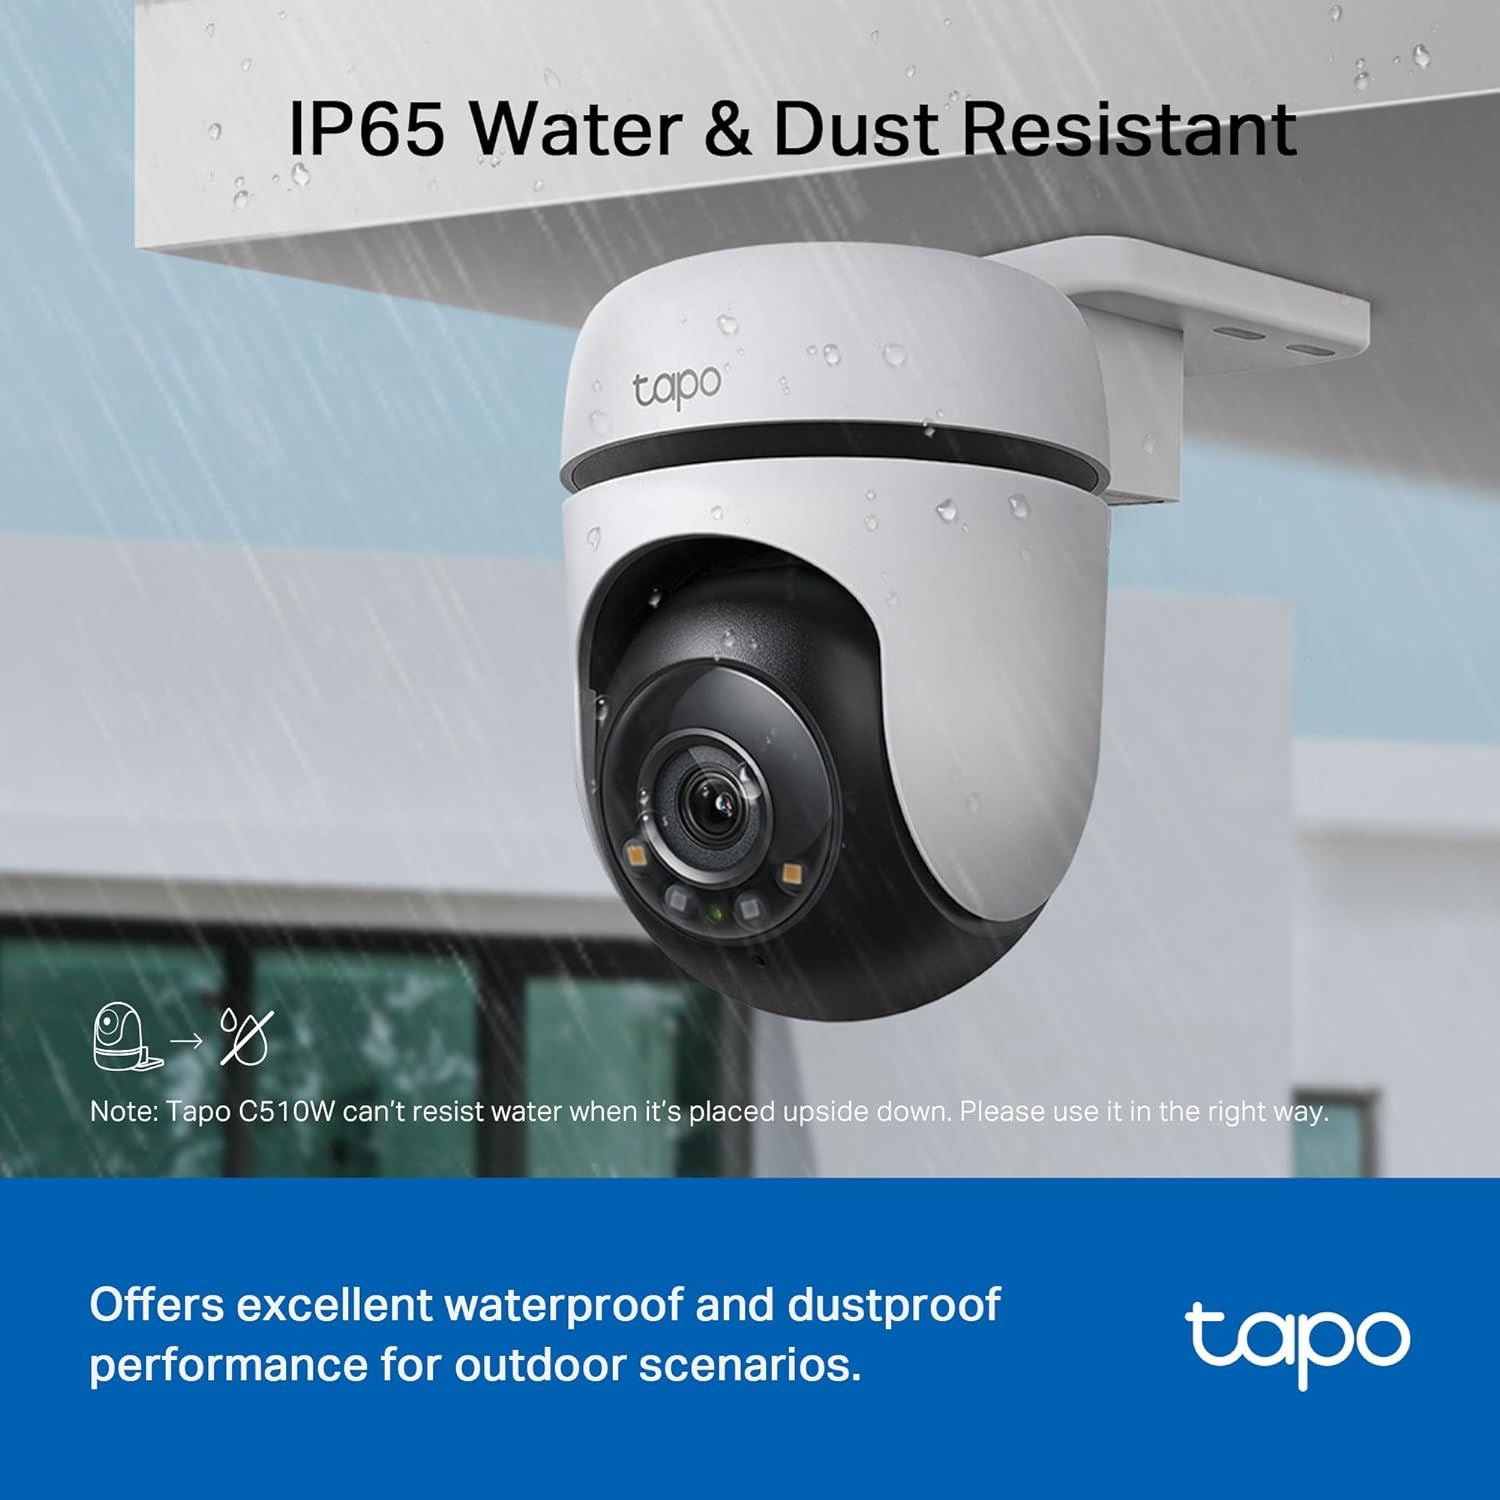 IP65 Water & Dust Resistant
tapo
Note: Tapo C510W can't resist water when it's placed upside down. Please use it in the right way.
Offers excellent waterproof and dustproof
performance for outdoor scenarios.
tapo